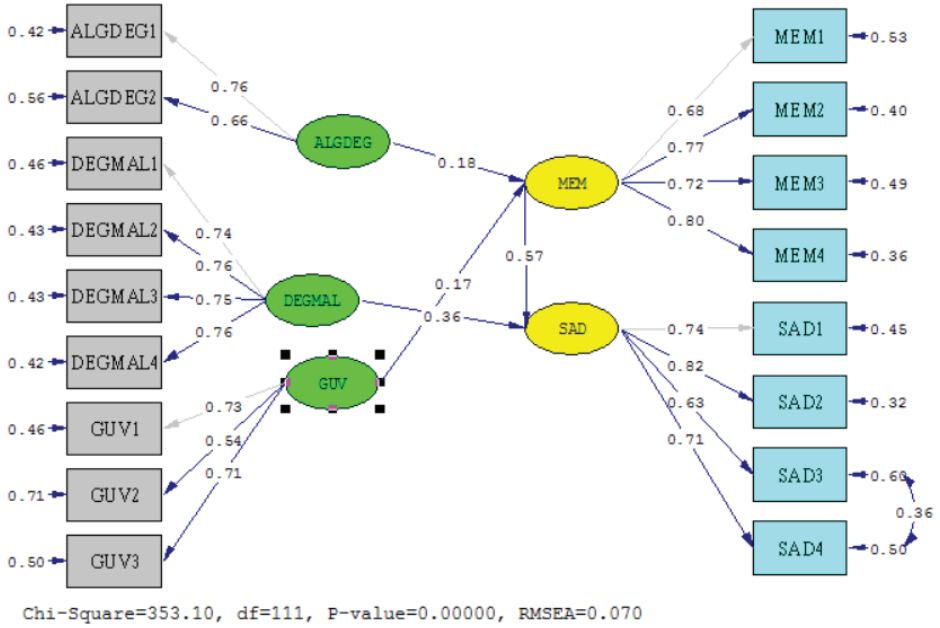 0.42 ALGDEG1
0.56 ALGDEG2
0.46 DEGMAL1
0.43 DEGMAL2
0.43 DEGMAL3
0.42 DEGMAL4
0.46 GUV1
0.71 GUV2
0.50 GUV3
0.76
0.66
0.74
0.76
0.75
0.76
0.73
0.54
0.71
ALGDEG
DEGMAL
GUV
0.18
0.17
0.36
MEM
0.57
SAD
0.68
0.77
0.72
0.80
0.74
0.82
0.63
0.71
MEM1 0.53
MEM2 0.40
MEM3 0.49
MEM4 0.36
SAD1 0.45
SAD2 0.32
SAD3 0.60
SAD4 0.50
0.36
Chi-Square=353.10, df=111, P-value=0.00000, RMSEA=0.070